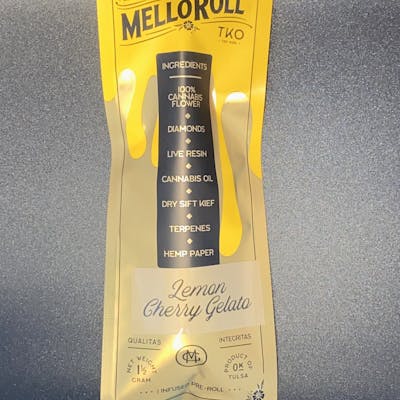 MELLOROLL
TKO
INGREDIENTS
100%
CANNABIS
FLOWER
DIAMONDS
LIVE RESIN
CANNABIS OIL
DRY SIFT KIEF
TERPENES
HEMP PAPER
Lemon
Cherry Gelato
QUALITAS
INTEGRITAS
NET WEIGHT
1½
GRAM
PRODUCT OF
OK
TULSA
1 INFUSED PRE-ROLL